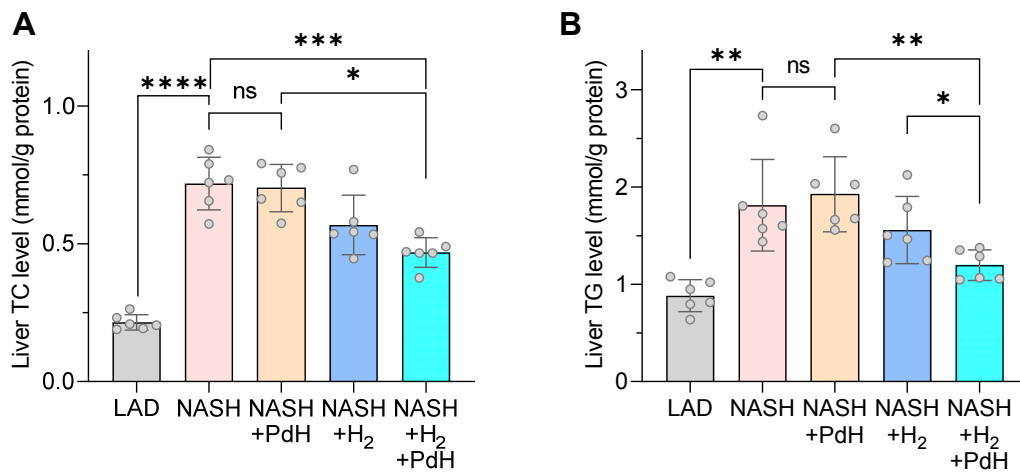 A
Liver TC level (mmol/g protein)
1.0
0.5
0.0
****
ns
***
*
LAD
NASH
NASH
+PdH
NASH
+H₂
NASH
+H₂
+PdH
B
Liver TG level (mmol/g protein)
3
2
1
0
**
ns
**
*
LAD
NASH
NASH
+PdH
NASH
+H₂
NASH
+H₂
+PdH